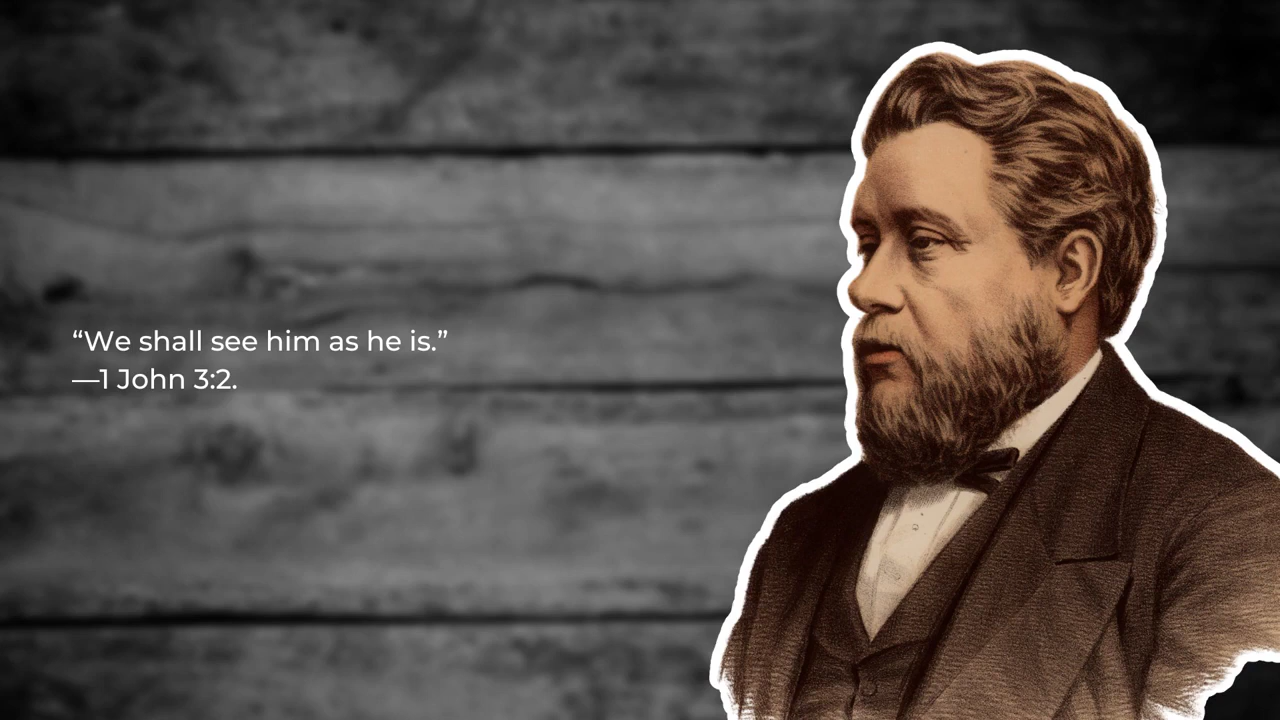 “We shall see him as he is.”
—1 John 3:2.